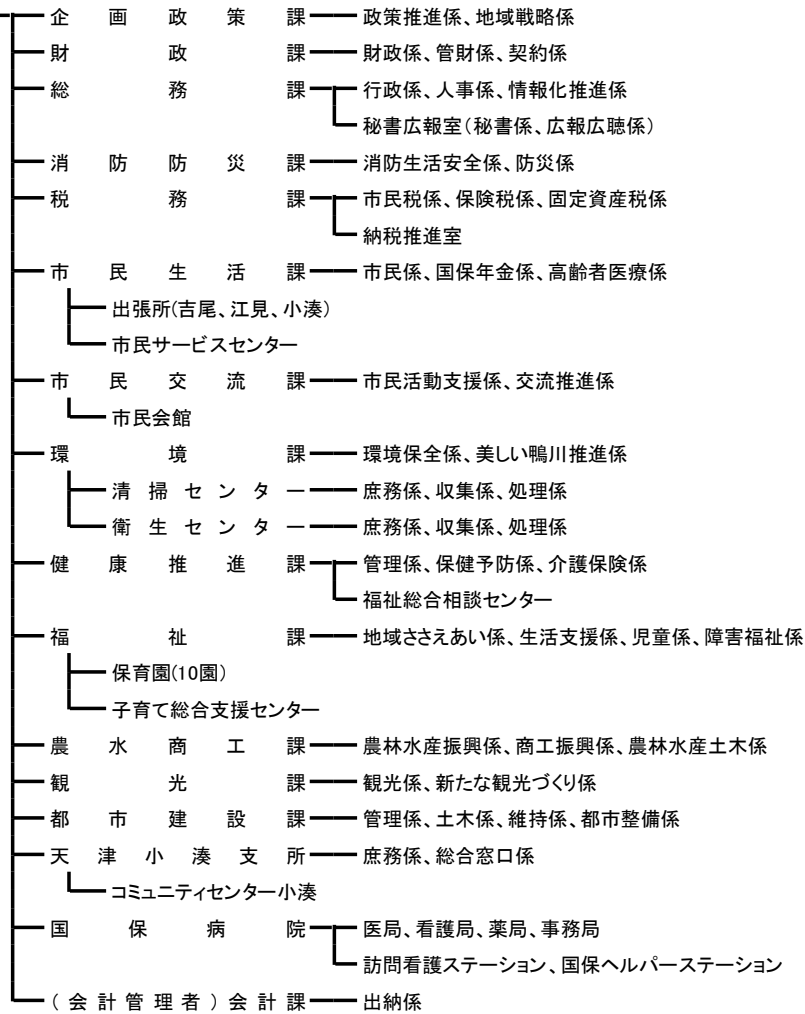 企画政策課 政策推進係、地域戦略係
財政課 財政係、管財係、契約係
総務課 行政係、人事係、情報化推進係
秘書広報室(秘書係、広報広聴係)
消防防災課 消防生活安全係、防災係
税務課 市民税係、保険税係、固定資産税係
納税推進室
市民生活課 市民係、国保年金係、高齢者医療係
出張所(吉尾、江見、小湊)
市民サービスセンター
市民交流課 市民活動支援係、交流推進係
市民会館
環境課 環境保全係、美しい鴨川推進係
清掃センター 庶務係、収集係、処理係
衛生センター 庶務係、収集係、処理係
健康推進課 管理係、保健予防係、介護保険係
福祉総合相談センター
福祉課 地域ささえあい係、生活支援係、児童係、障害福祉係
保育園(10園)
子育て総合支援センター
農水商工課 農林水産振興係、商工振興係、農林水産土木係
観光課 観光係、新たな観光づくり係
都市建設課 管理係、土木係、維持係、都市整備係
天津小湊支所 庶務係、総合窓口係
コミュニティセンター小湊
国保病院 医局、看護局、薬局、事務局
訪問看護ステーション、国保ヘルパーステーション
(会計管理者)会計課 出納係